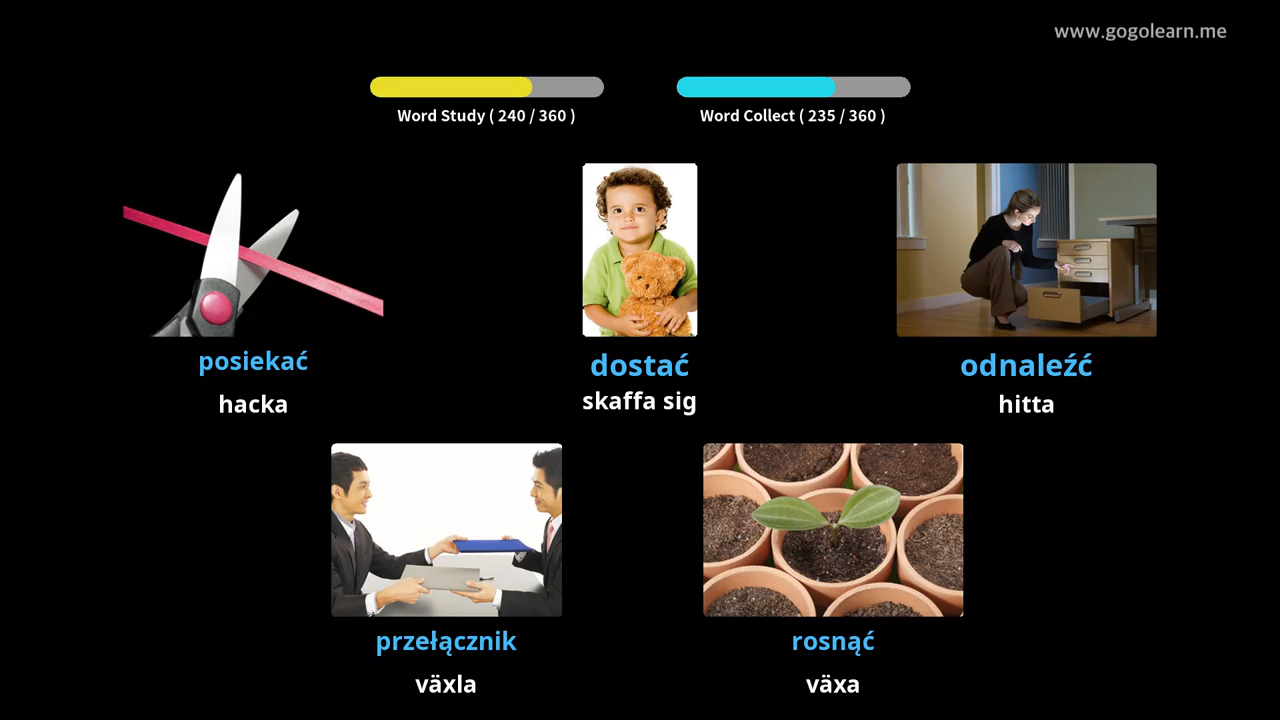 www.gogolearn.me
Word Study ( 240 / 360 )
Word Collect ( 235 / 360 )
posiekać
dostać
odnaleźć
hacka
skaffa sig
hitta
przełącznik
rosnąć
växla
växa